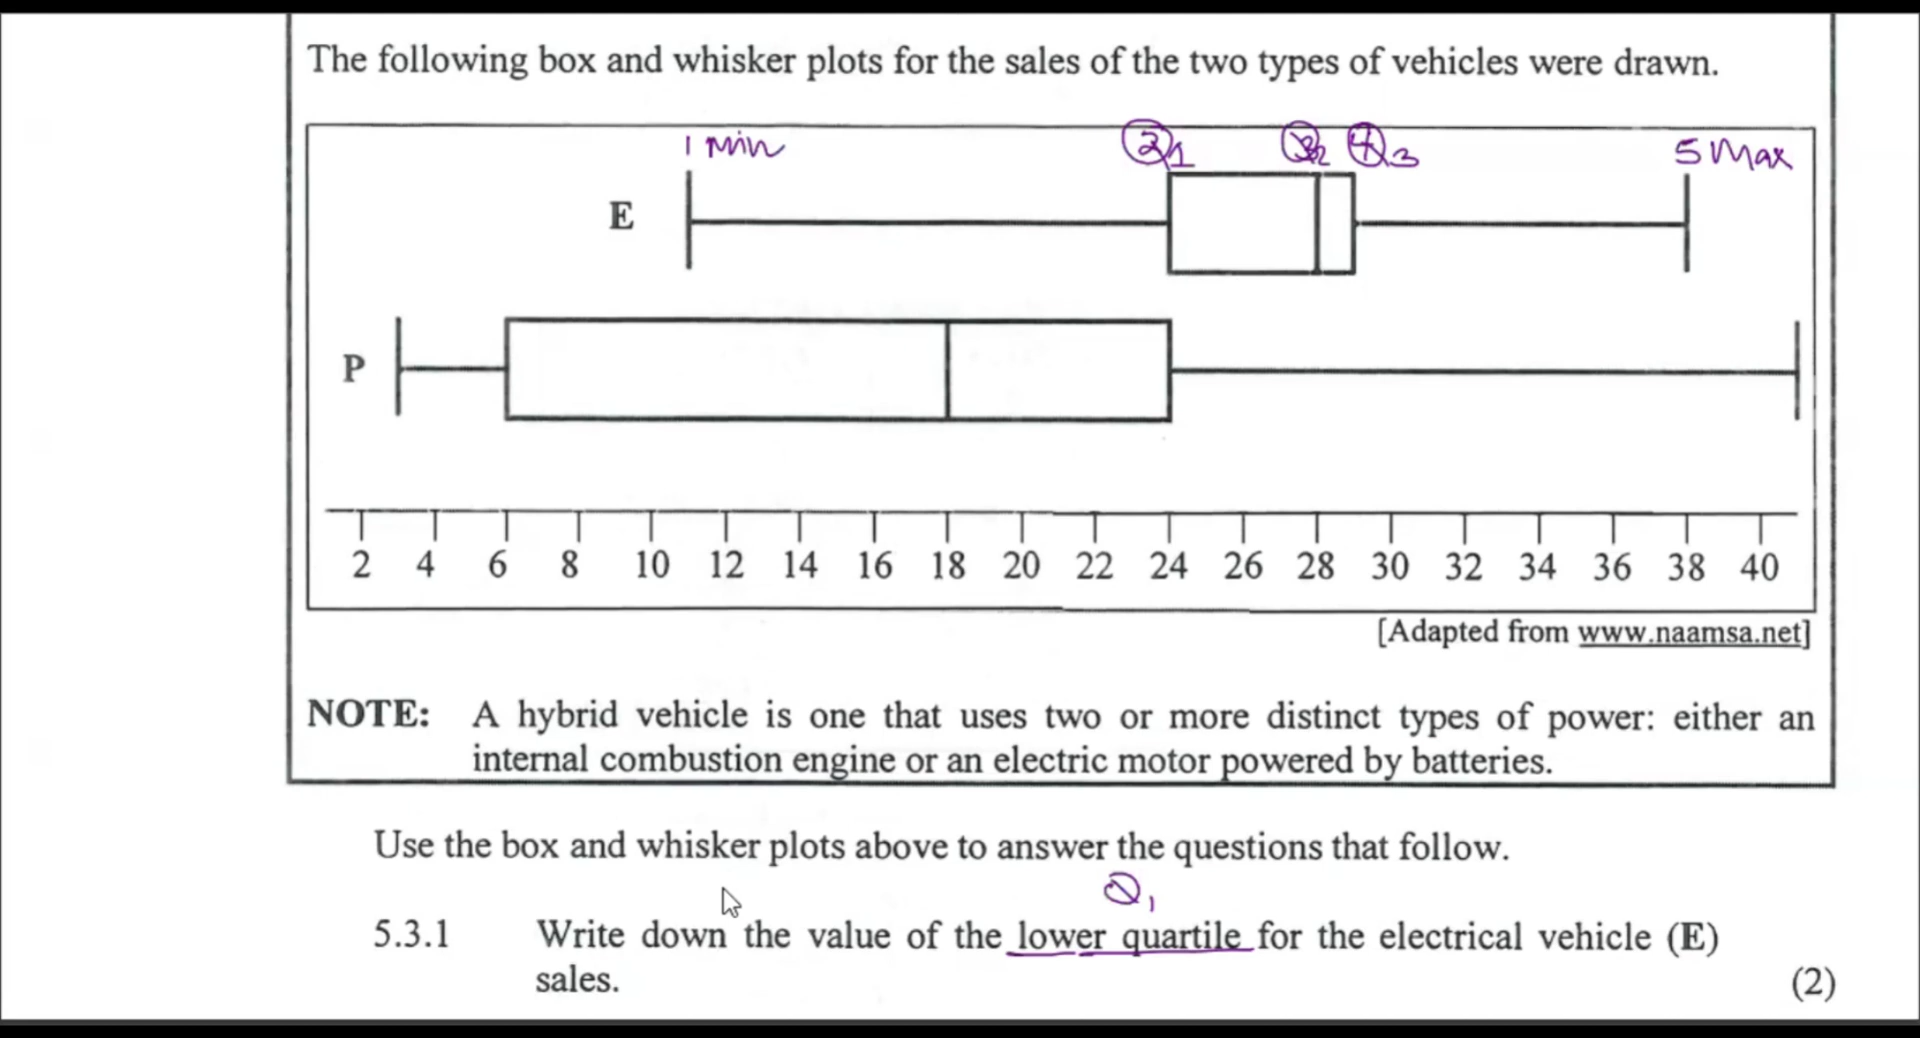 The following box and whisker plots for the sales of the two types of vehicles were drawn.
1 min Q1 Q3 5 Max
E
P
2 4 6 8 10 12 14 16 18 20 22 24 26 28 30 32 34 36 38 40
[Adapted from www.naamsa.net]
NOTE: A hybrid vehicle is one that uses two or more distinct types of power: either an
internal combustion engine or an electric motor powered by batteries.
Use the box and whisker plots above to answer the questions that follow.
Q1
5.3.1 Write down the value of the lower quartile for the electrical vehicle (E)
sales. (2)